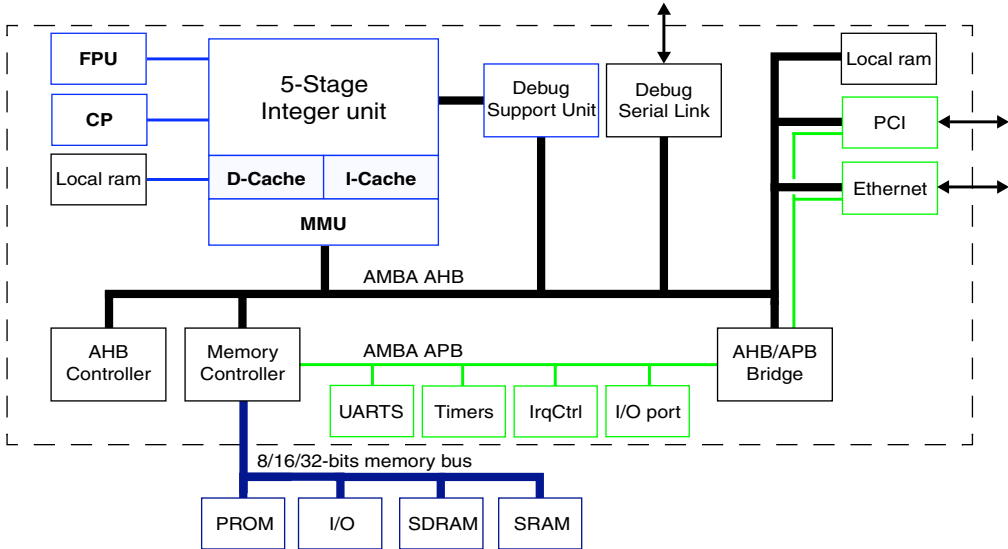 FPU
CP
Local ram
5-Stage
Integer unit
D-Cache
I-Cache
MMU
Debug
Support Unit
Debug
Serial Link
Local ram
PCI
Ethernet
AMBA AHB
AHB
Controller
Memory
Controller
AMBA APB
AHB/APB
Bridge
UARTS
Timers
IrqCtrl
I/O port
8/16/32-bits memory bus
PROM
I/O
SDRAM
SRAM